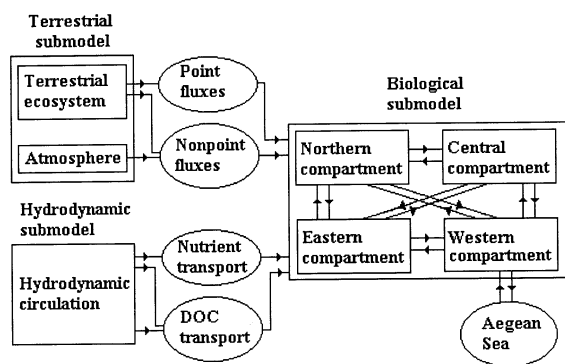 Terrestrial
submodel
Terrestrial
ecosystem
Atmosphere
Point
fluxes
Nonpoint
fluxes
Biological
submodel
Northern
compartment
Central
compartment
Eastern
compartment
Western
compartment
Hydrodynamic
submodel
Hydrodynamic
circulation
Nutrient
transport
DOC
transport
Aegean
Sea